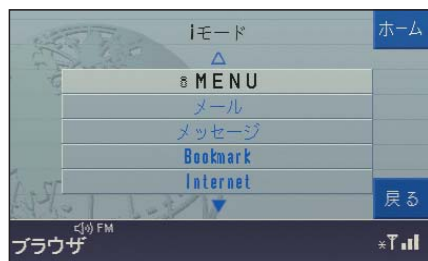 iモード
ホーム
MENU
メール
メッセージ
Bookmark
Internet
戻る
FM
ブラウザ